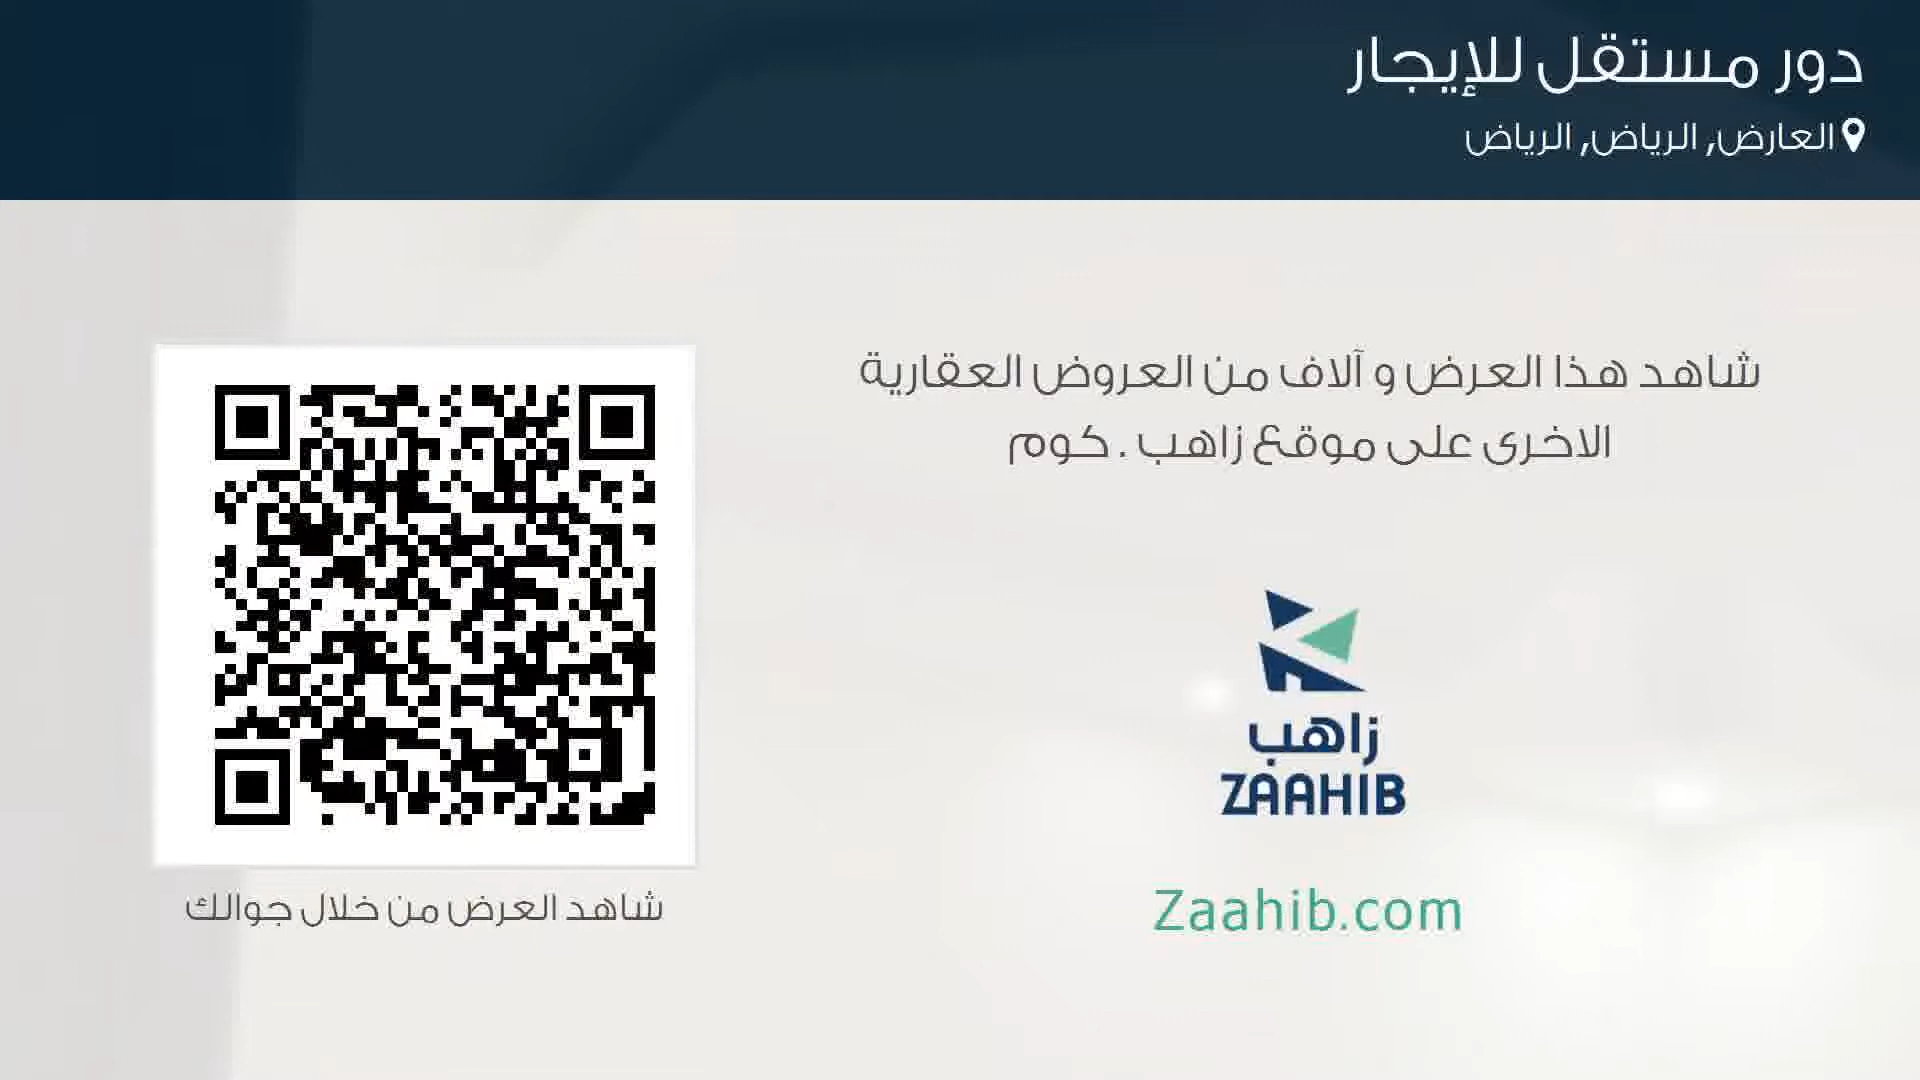 دور مستقل للإيجار
العارض, الرياض, الرياض
شاهد هذا العرض و آلاف من العروض العقارية
الاخرى على موقع زاهب . كوم
زاهب
ZAAHIB
Zaahib.com
شاهد العرض من خلال جوالك